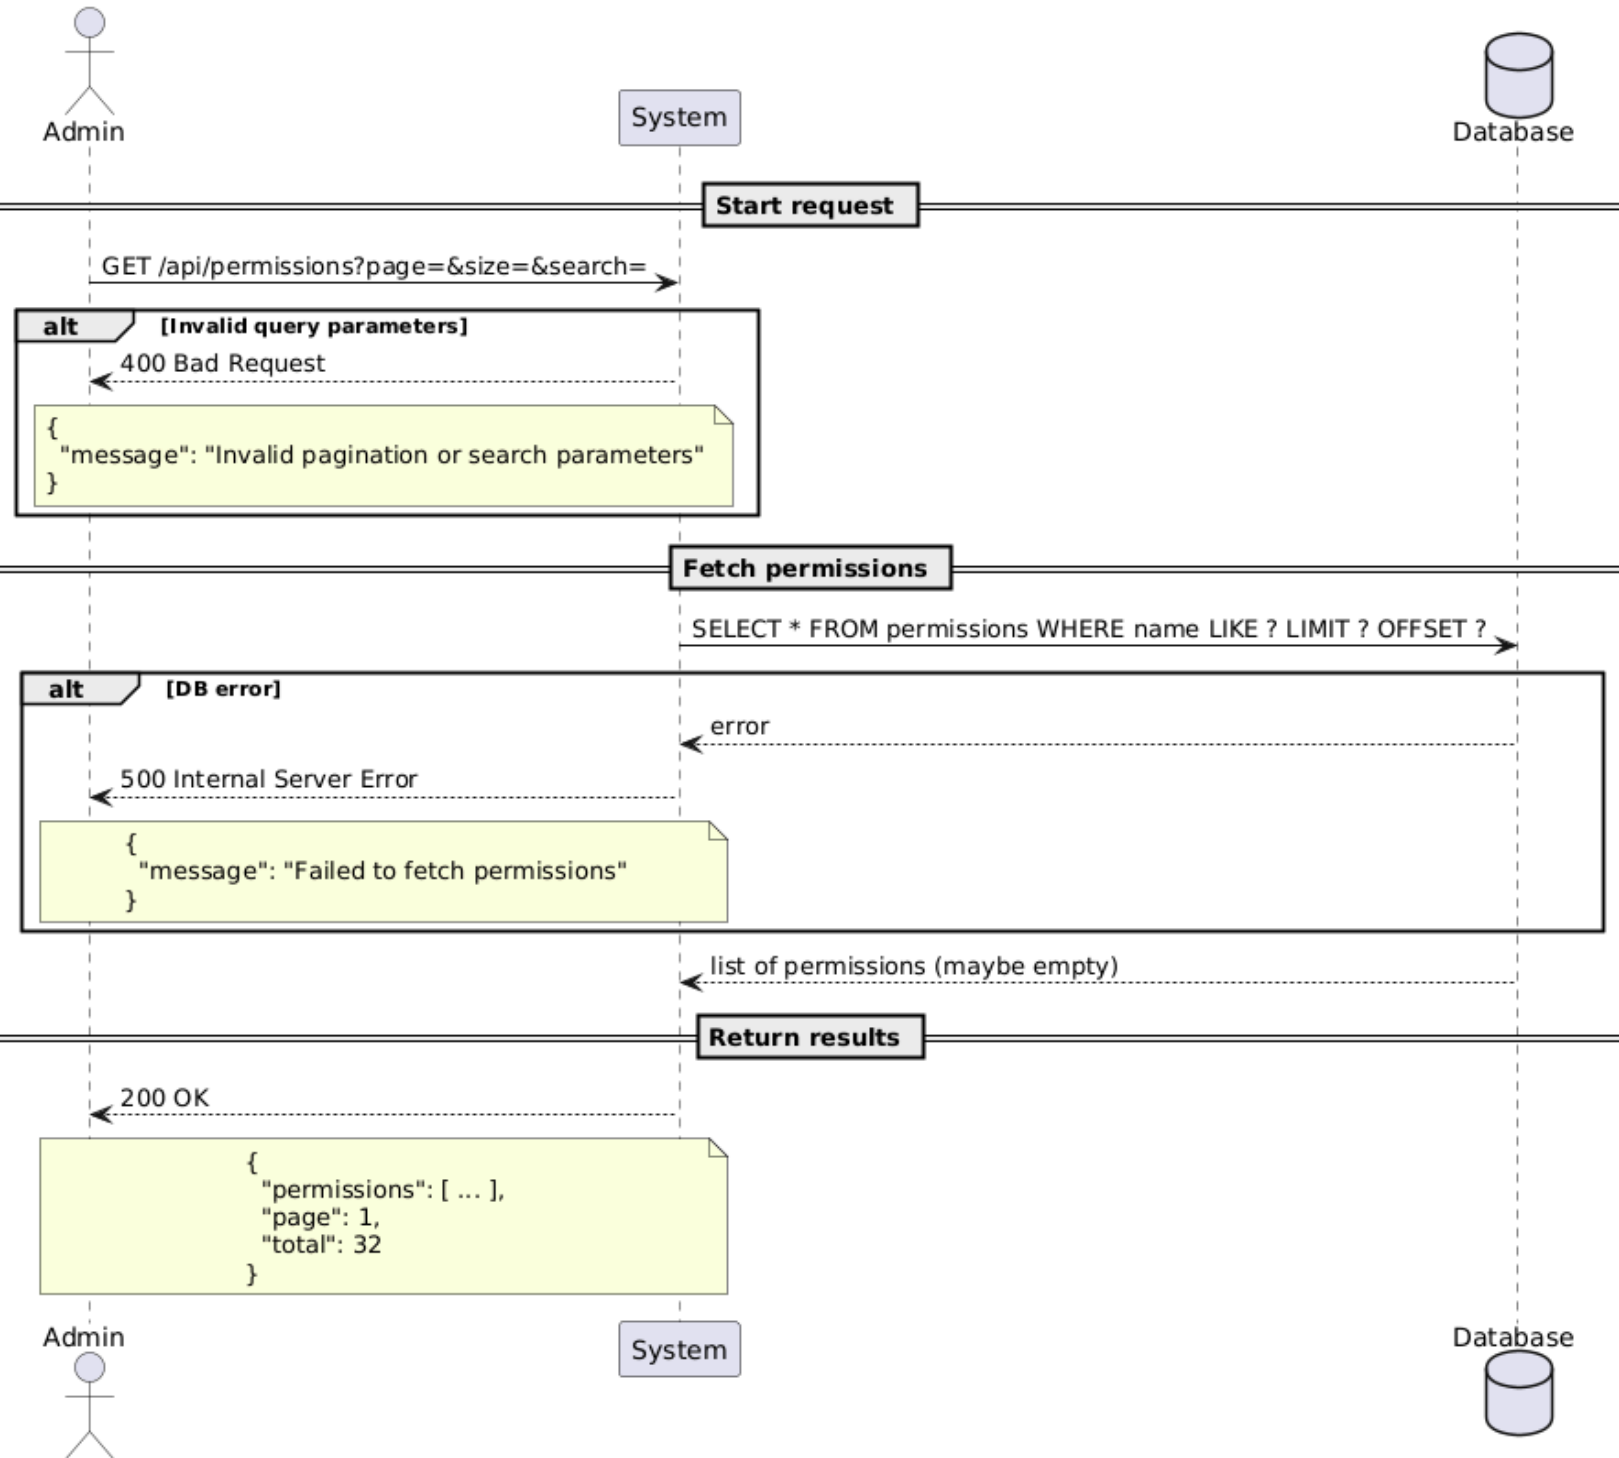 Admin
System
Database
Start request
GET /api/permissions?page=&size=&search=
alt [Invalid query parameters]
400 Bad Request
{
"message": "Invalid pagination or search parameters"
}
Fetch permissions
SELECT * FROM permissions WHERE name LIKE ? LIMIT ? OFFSET ?
alt [DB error]
error
500 Internal Server Error
{
"message": "Failed to fetch permissions"
}
list of permissions (maybe empty)
Return results
200 OK
{
"permissions": [ ... ],
"page": 1,
"total": 32
}
Admin
System
Database